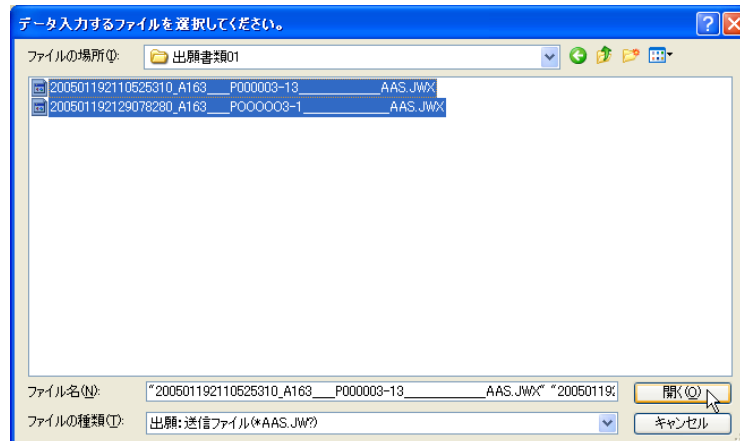 データ入力するファイルを選択してください。
ファイルの場所(I): 出願書類01
200501192110525310_A163___P000003-13____________AAS.JWX
200501192129078280_A163___POOOOO3-1_____________AAS.JWX
ファイル名(N): "200501192110525310_A163___P000003-13____________AAS.JWX" "20050119 開く(O)
ファイルの種類(T): 出願:送信ファイル(*AAS.JW?) キャンセル